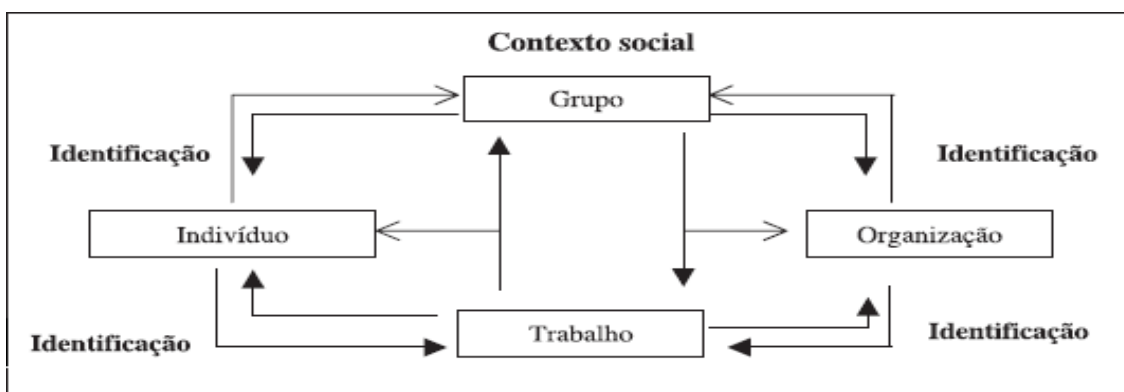 Contexto social
Grupo
Identificação
Identificação
Indivíduo
Organização
Trabalho
Identificação
Identificação